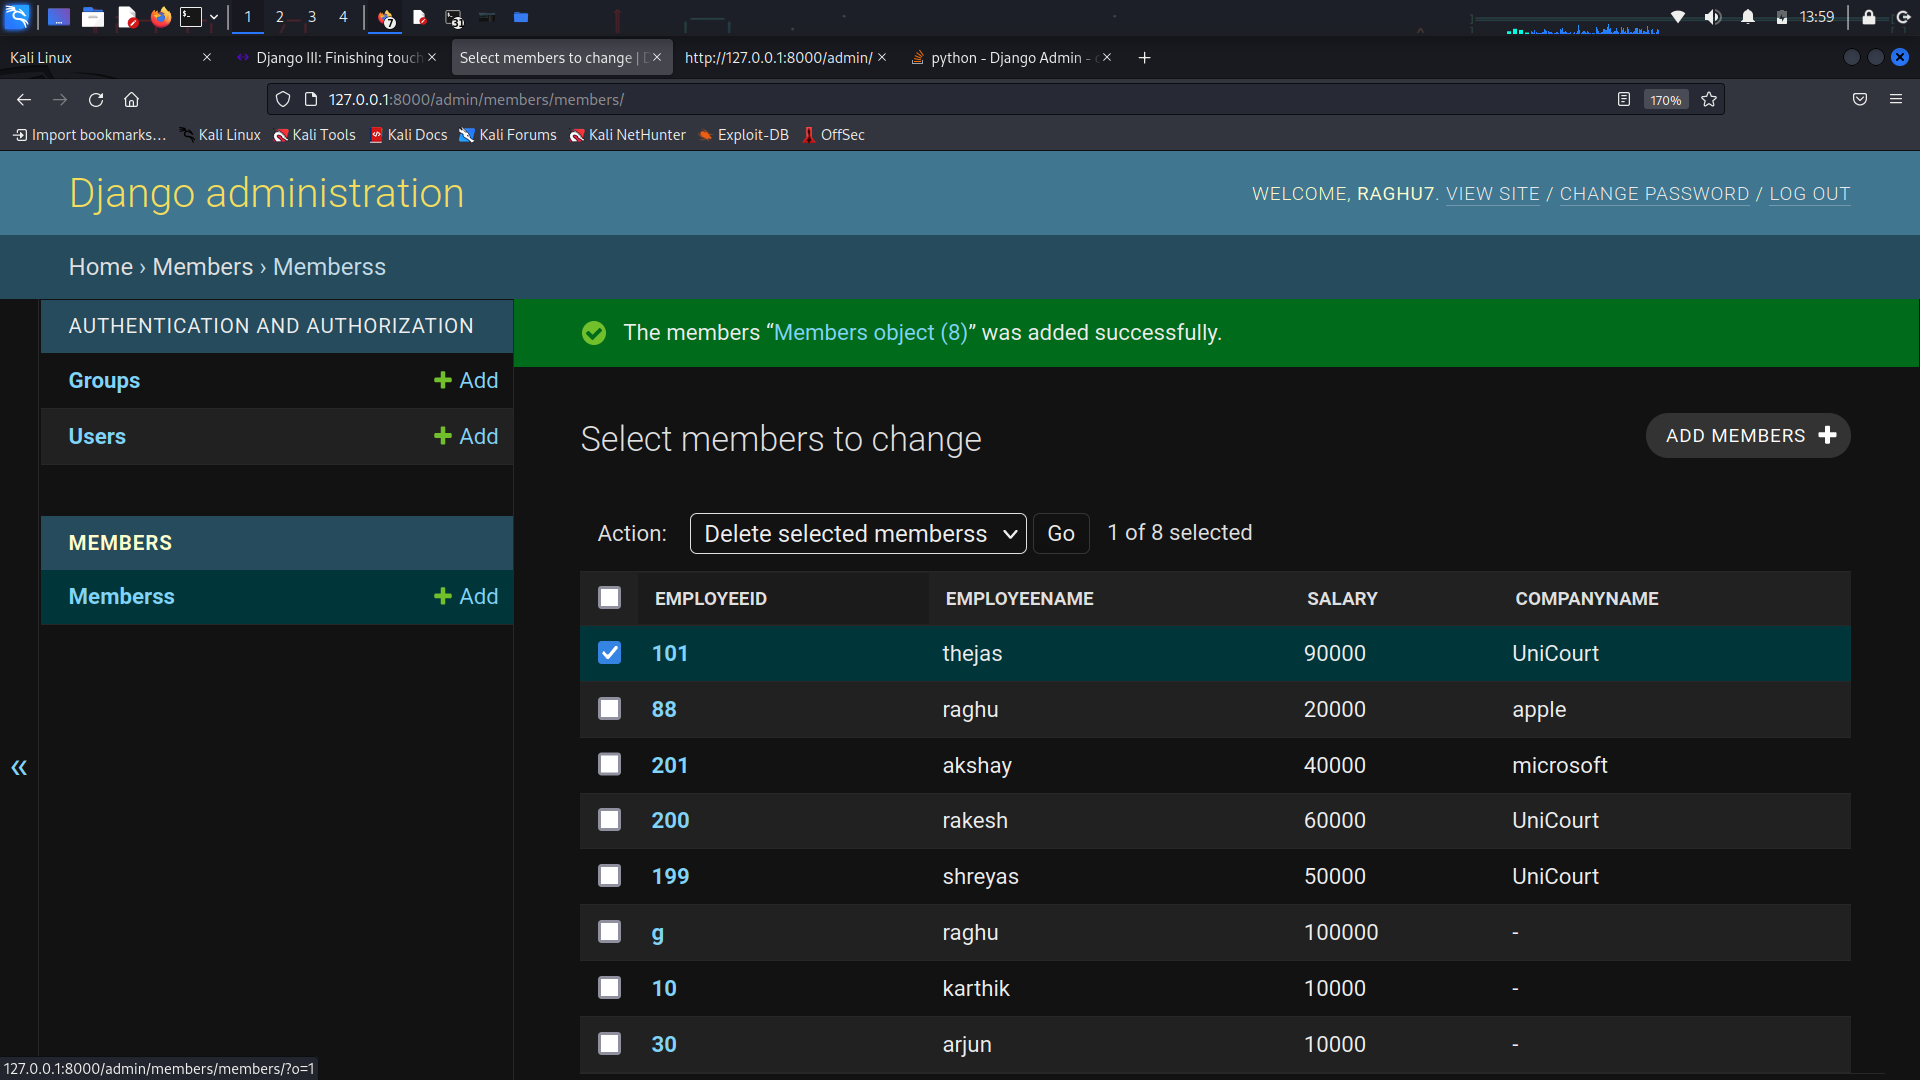 1 2 3 4 7 31 13:59
Kali Linux Django III: Finishing touch Select members to change | D http://127.0.0.1:8000/admin/ python - Django Admin - c
127.0.0.1:8000/admin/members/members/ 170%
Import bookmarks... Kali Linux Kali Tools Kali Docs Kali Forums Kali NetHunter Exploit-DB OffSec
Django administration
WELCOME, RAGHU7. VIEW SITE / CHANGE PASSWORD / LOG OUT
Home › Members › Memberss
AUTHENTICATION AND AUTHORIZATION
Groups Add
Users Add
MEMBERS
Memberss Add
«
The members “Members object (8)” was added successfully.
Select members to change
ADD MEMBERS
Action: Delete selected memberss Go 1 of 8 selected
EMPLOYEEID EMPLOYEENAME SALARY COMPANYNAME
101 thejas 90000 UniCourt
88 raghu 20000 apple
201 akshay 40000 microsoft
200 rakesh 60000 UniCourt
199 shreyas 50000 UniCourt
g raghu 100000 -
10 karthik 10000 -
30 arjun 10000 -
127.0.0.1:8000/admin/members/members/?o=1